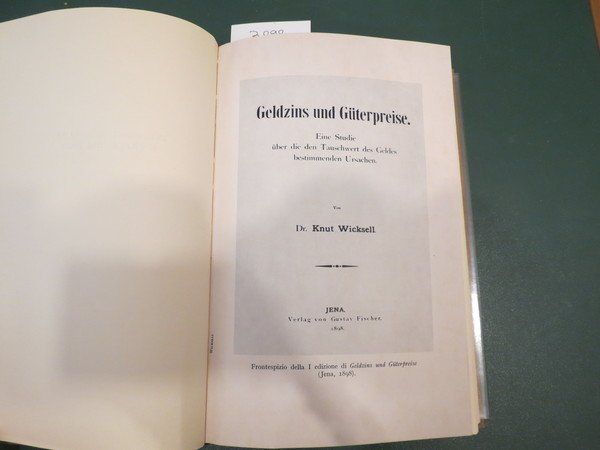 2090
Geldzins und Güterpreise.
Eine Studie
über die den Tauschwert des Geldes
bestimmenden Ursachen.
Von
Dr. Knut Wicksell.
JENA.
Verlag von Gustav Fischer.
1898.
Frontespizio della I edizione di Geldzins und Güterpreise
(Jena, 1898).